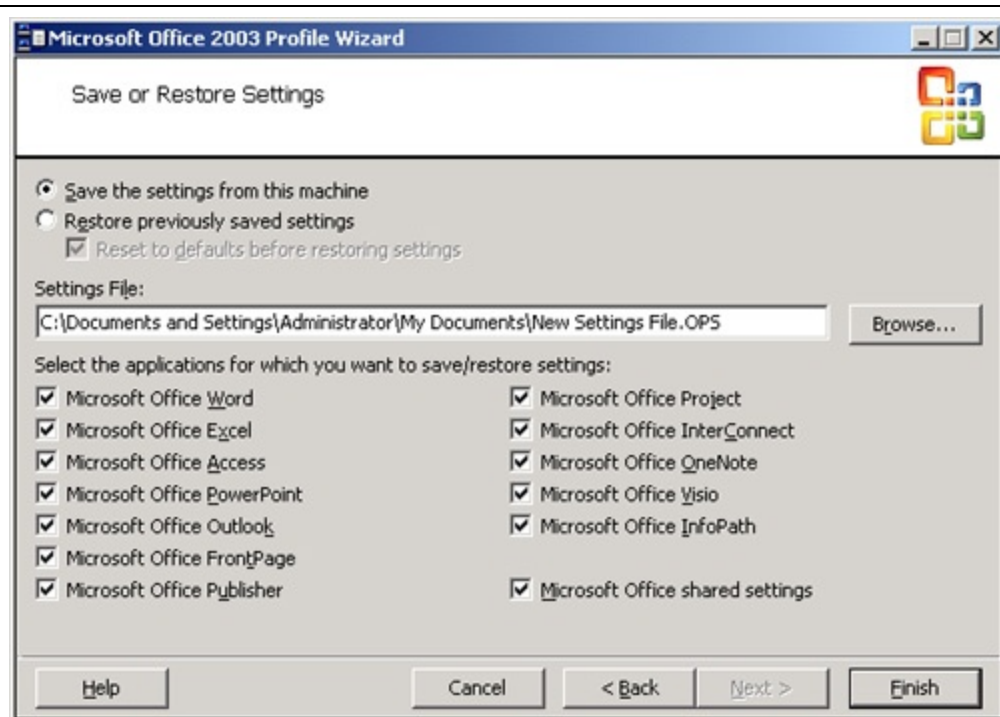 Microsoft Office 2003 Profile Wizard
Save or Restore Settings
Save the settings from this machine
Restore previously saved settings
Reset to defaults before restoring settings
Settings File:
C:\Documents and Settings\Administrator\My Documents\New Settings File.OPS
Browse...
Select the applications for which you want to save/restore settings:
Microsoft Office Word
Microsoft Office Excel
Microsoft Office Access
Microsoft Office PowerPoint
Microsoft Office Outlook
Microsoft Office FrontPage
Microsoft Office Publisher
Microsoft Office Project
Microsoft Office InterConnect
Microsoft Office OneNote
Microsoft Office Visio
Microsoft Office InfoPath
Microsoft Office shared settings
Help
Cancel
< Back
Next >
Finish